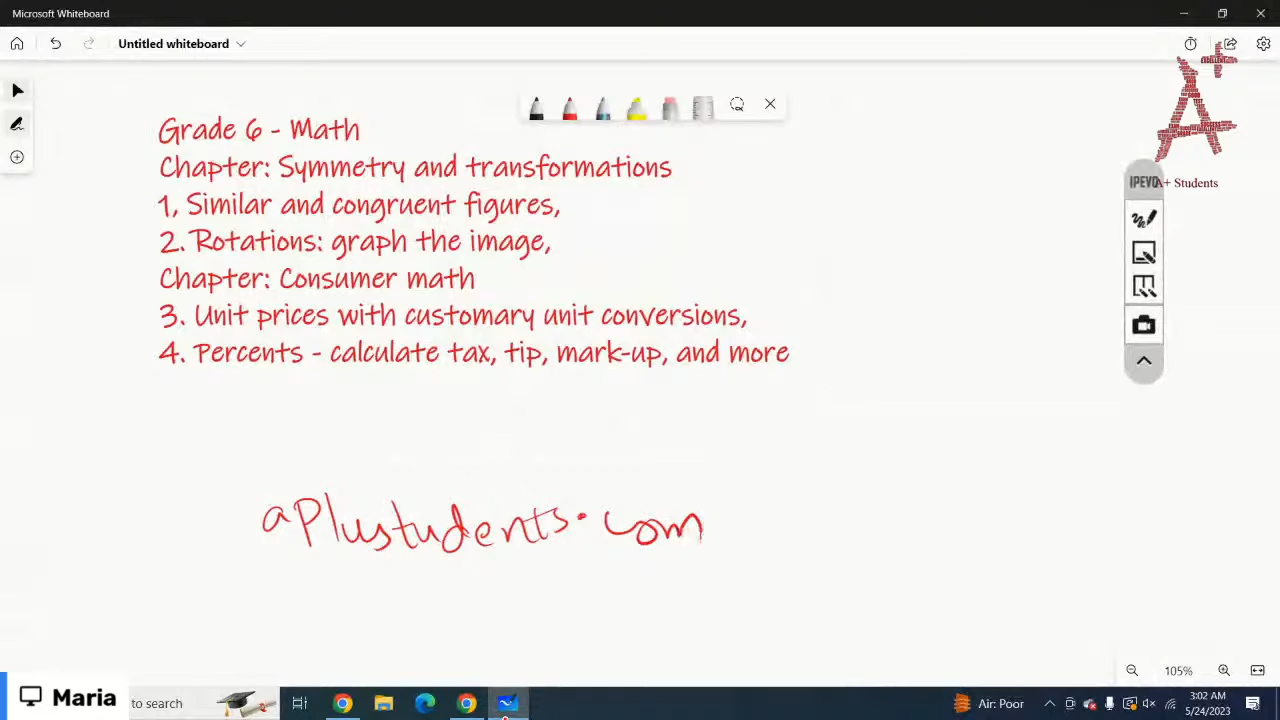 Microsoft Whiteboard
Untitled whiteboard
Grade 6 - Math
Chapter: Symmetry and transformations
1, Similar and congruent figures,
2. Rotations: graph the image,
Chapter: Consumer math
3. Unit prices with customary unit conversions,
4. Percents - calculate tax, tip, mark-up, and more
aPlustudents.com
A+
IPEVO
A+ Students
105%
Maria
to search
Air: Poor
3:02 AM
5/24/2023